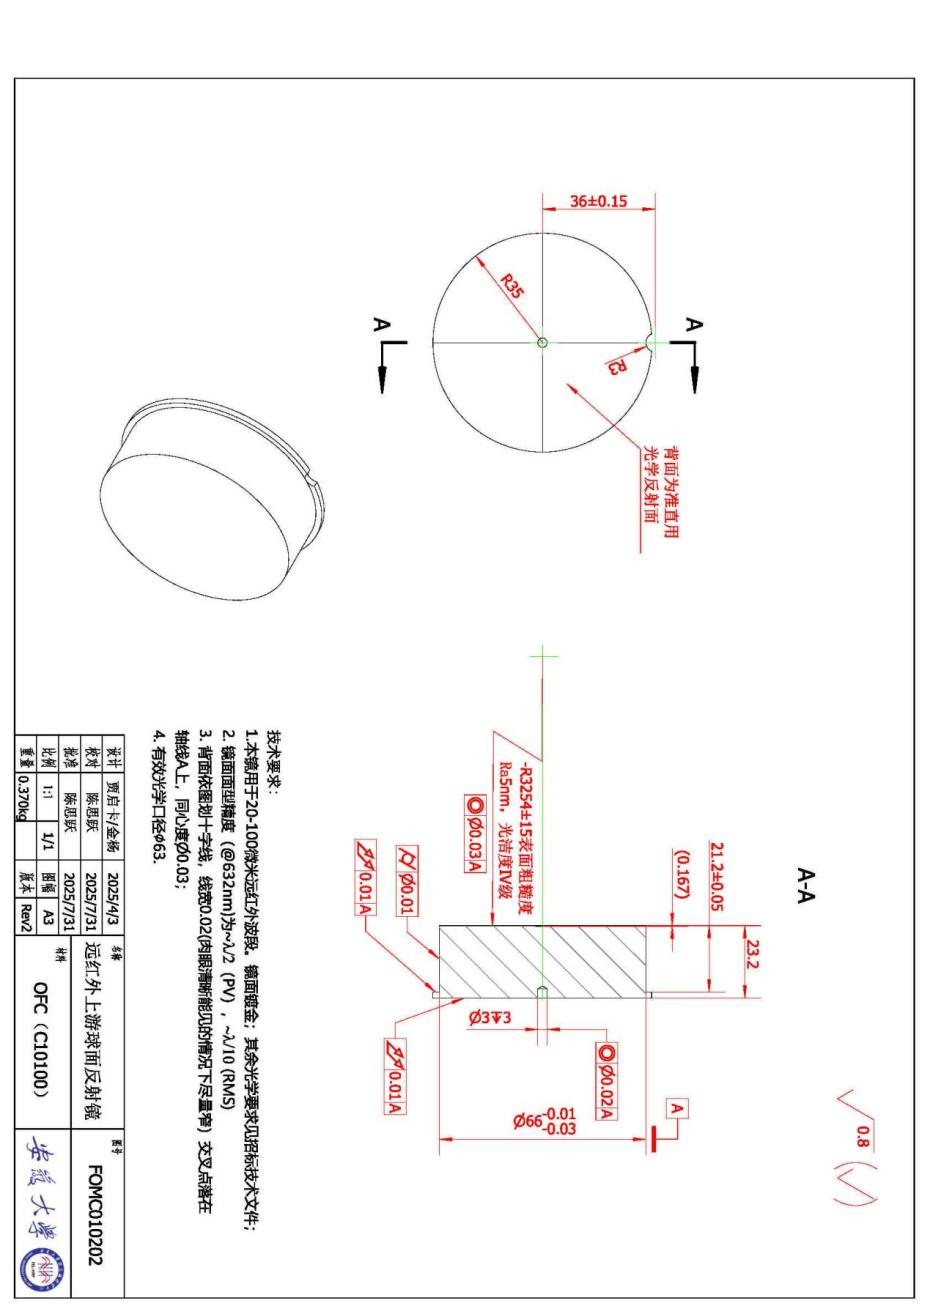 36±0.15
R35
R3
A
A
背面为准直用
光学反射面
A-A
21.2±0.05
(0.167)
23.2
-R3254±15表面粗糙度
Ra5nm，光洁度Ⅳ级
Ø0.03 A
Ø0.01
0.01 A
Ø3↧3
0.01 A
Ø0.02 A
Ø66-0.01
-0.03
A
0.8
技术要求：
1.本镜用于20-100微米远红外波段。镜面镀金；其余光学要求见招标技术文件；
2. 镜面面型精度（@632nm)为~λ/2（PV），~λ/10 (RMS)
3. 背面依图划十字线，线宽0.02(肉眼清晰能见的情况下尽量窄）交叉点落在
轴线A上，同心度Ø0.03；
4. 有效光学口径φ63.
设计 贾启卡/金杨 2025/4/3
校对 陈思跃 2025/7/31
批准 陈思跃 2025/7/31
比例 1:1 1/1 图幅 A3
重量 0.370kg 版本 Rev2
名称
远红外上游球面反射镜
材料
OFC（C10100）
图号
FOMC010202
安徽大学